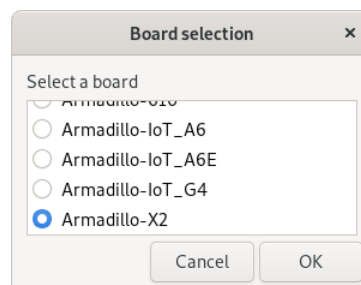 Board selection
×
Select a board
Armadillo-IoT_A6
Armadillo-IoT_A6E
Armadillo-IoT_G4
Armadillo-X2
Cancel OK